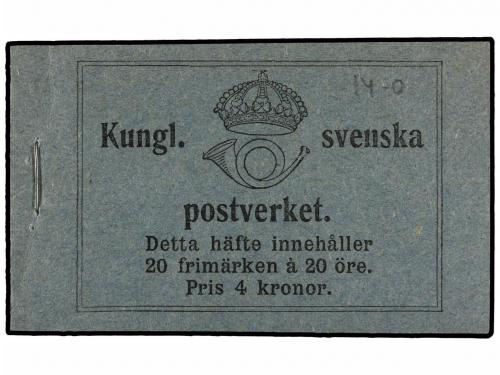 14-0
Kungl. svenska
postverket.
Detta häfte innehåller
20 frimärken à 20 öre.
Pris 4 kronor.